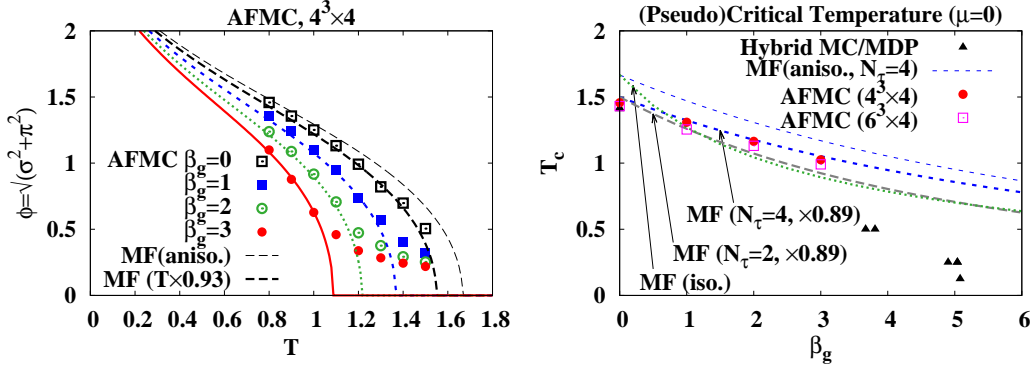 AFMC, 4³×4
φ=√(σ²+π²)
2
1.5
1
0.5
0
AFMC β_g=0
β_g=1
β_g=2
β_g=3
MF(aniso.)
MF (T×0.93)
0 0.2 0.4 0.6 0.8 1 1.2 1.4 1.6 1.8
T
(Pseudo)Critical Temperature (μ=0)
T_c
2
1.5
1
0.5
0
Hybrid MC/MDP
MF(aniso., N_τ=4)
AFMC (4³×4)
AFMC (6³×4)
MF (N_τ=4, ×0.89)
MF (N_τ=2, ×0.89)
MF (iso.)
0 1 2 3 4 5 6
β_g